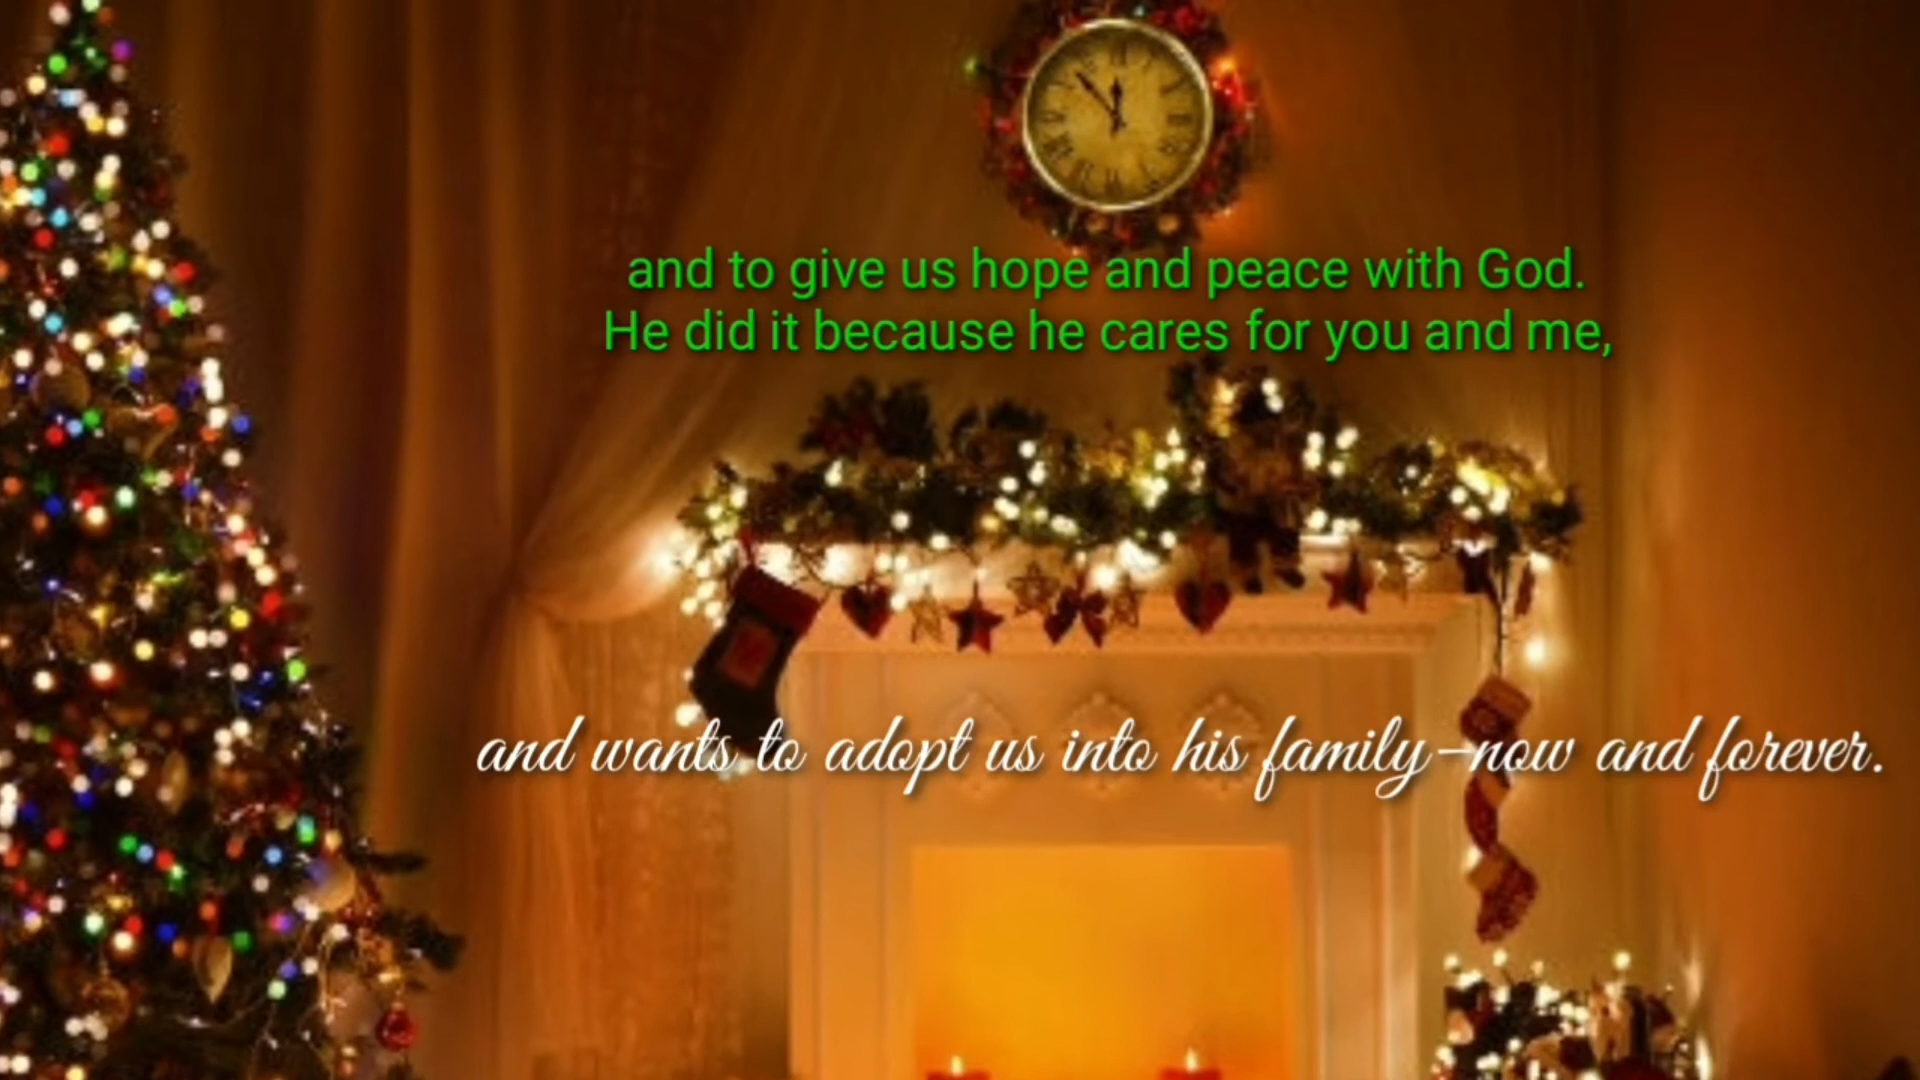 and to give us hope and peace with God.
He did it because he cares for you and me,
and wants to adopt us into his family—now and forever.